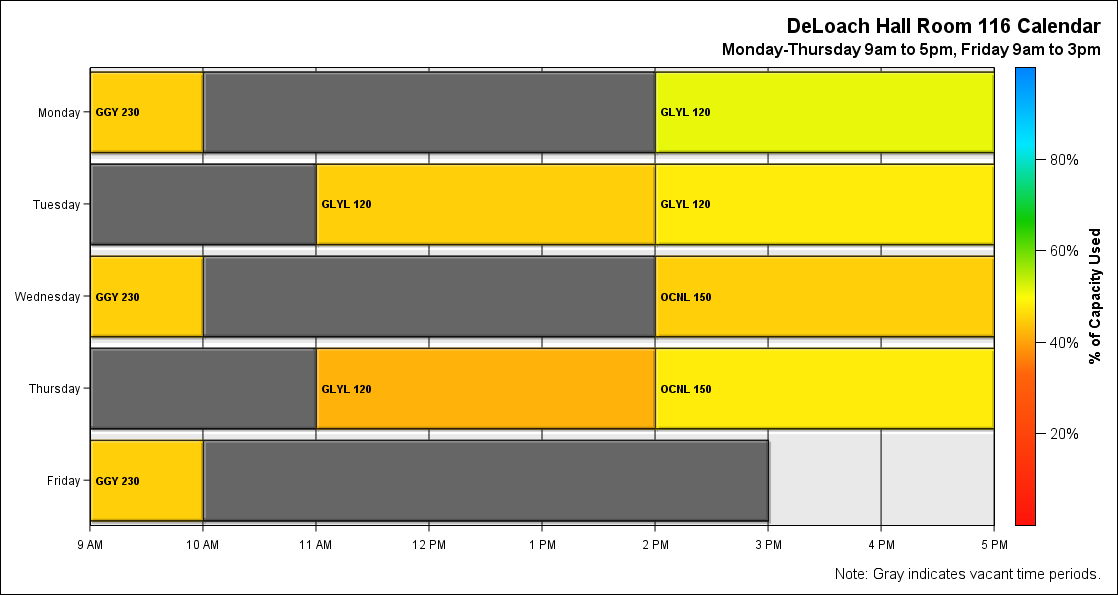 DeLoach Hall Room 116 Calendar
Monday-Thursday 9am to 5pm, Friday 9am to 3pm
Monday
GGY 230
GLYL 120
Tuesday
GLYL 120
GLYL 120
Wednesday
GGY 230
OCNL 150
Thursday
GLYL 120
OCNL 150
Friday
GGY 230
9 AM
10 AM
11 AM
12 PM
1 PM
2 PM
3 PM
4 PM
5 PM
80%
60%
40%
20%
% of Capacity Used
Note: Gray indicates vacant time periods.